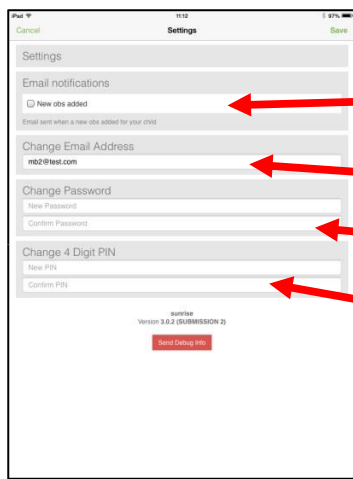 iPad 11:12 97%
Cancel Settings Save
Settings
Email notifications
New obs added
Email sent when a new obs added for your child
Change Email Address
mb2@test.com
Change Password
New Password
Confirm Password
Change 4 Digit PIN
New PIN
Confirm PIN
sunrise
Version 3.0.2 (SUBMISSION 2)
Send Debug Info